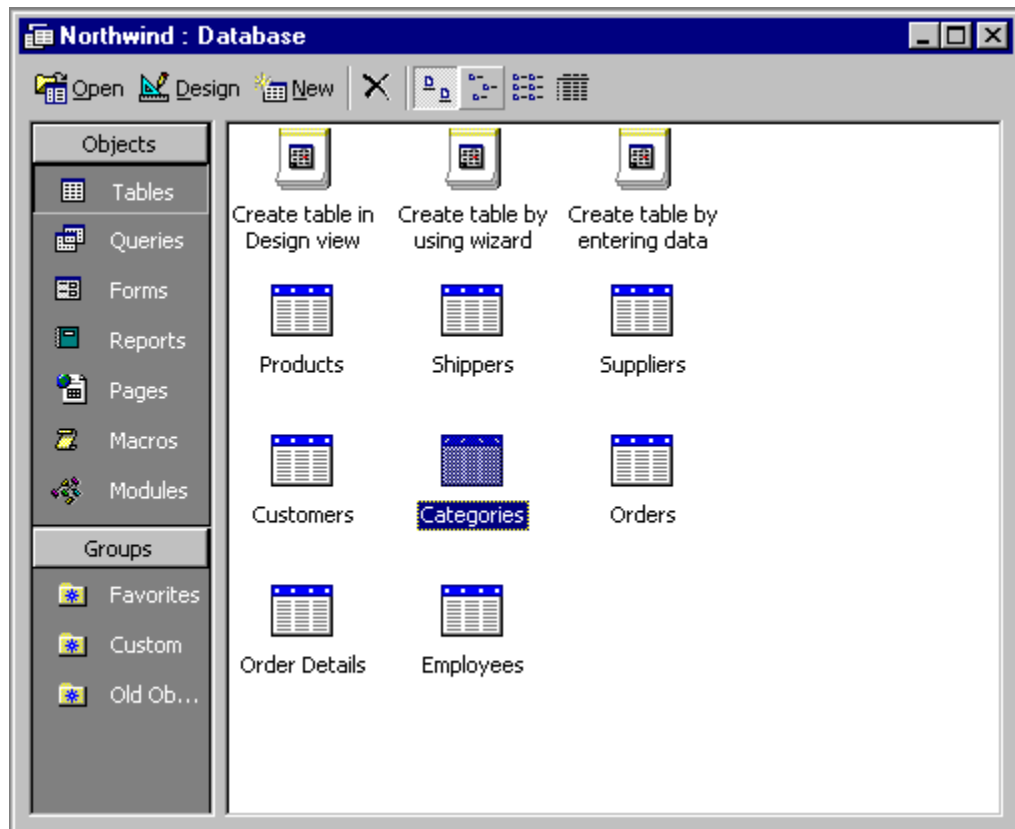 Northwind : Database
Open Design New
Objects
Tables
Queries
Forms
Reports
Pages
Macros
Modules
Groups
Favorites
Custom
Old Ob...
Create table in Design view
Create table by using wizard
Create table by entering data
Products
Shippers
Suppliers
Customers
Categories
Orders
Order Details
Employees